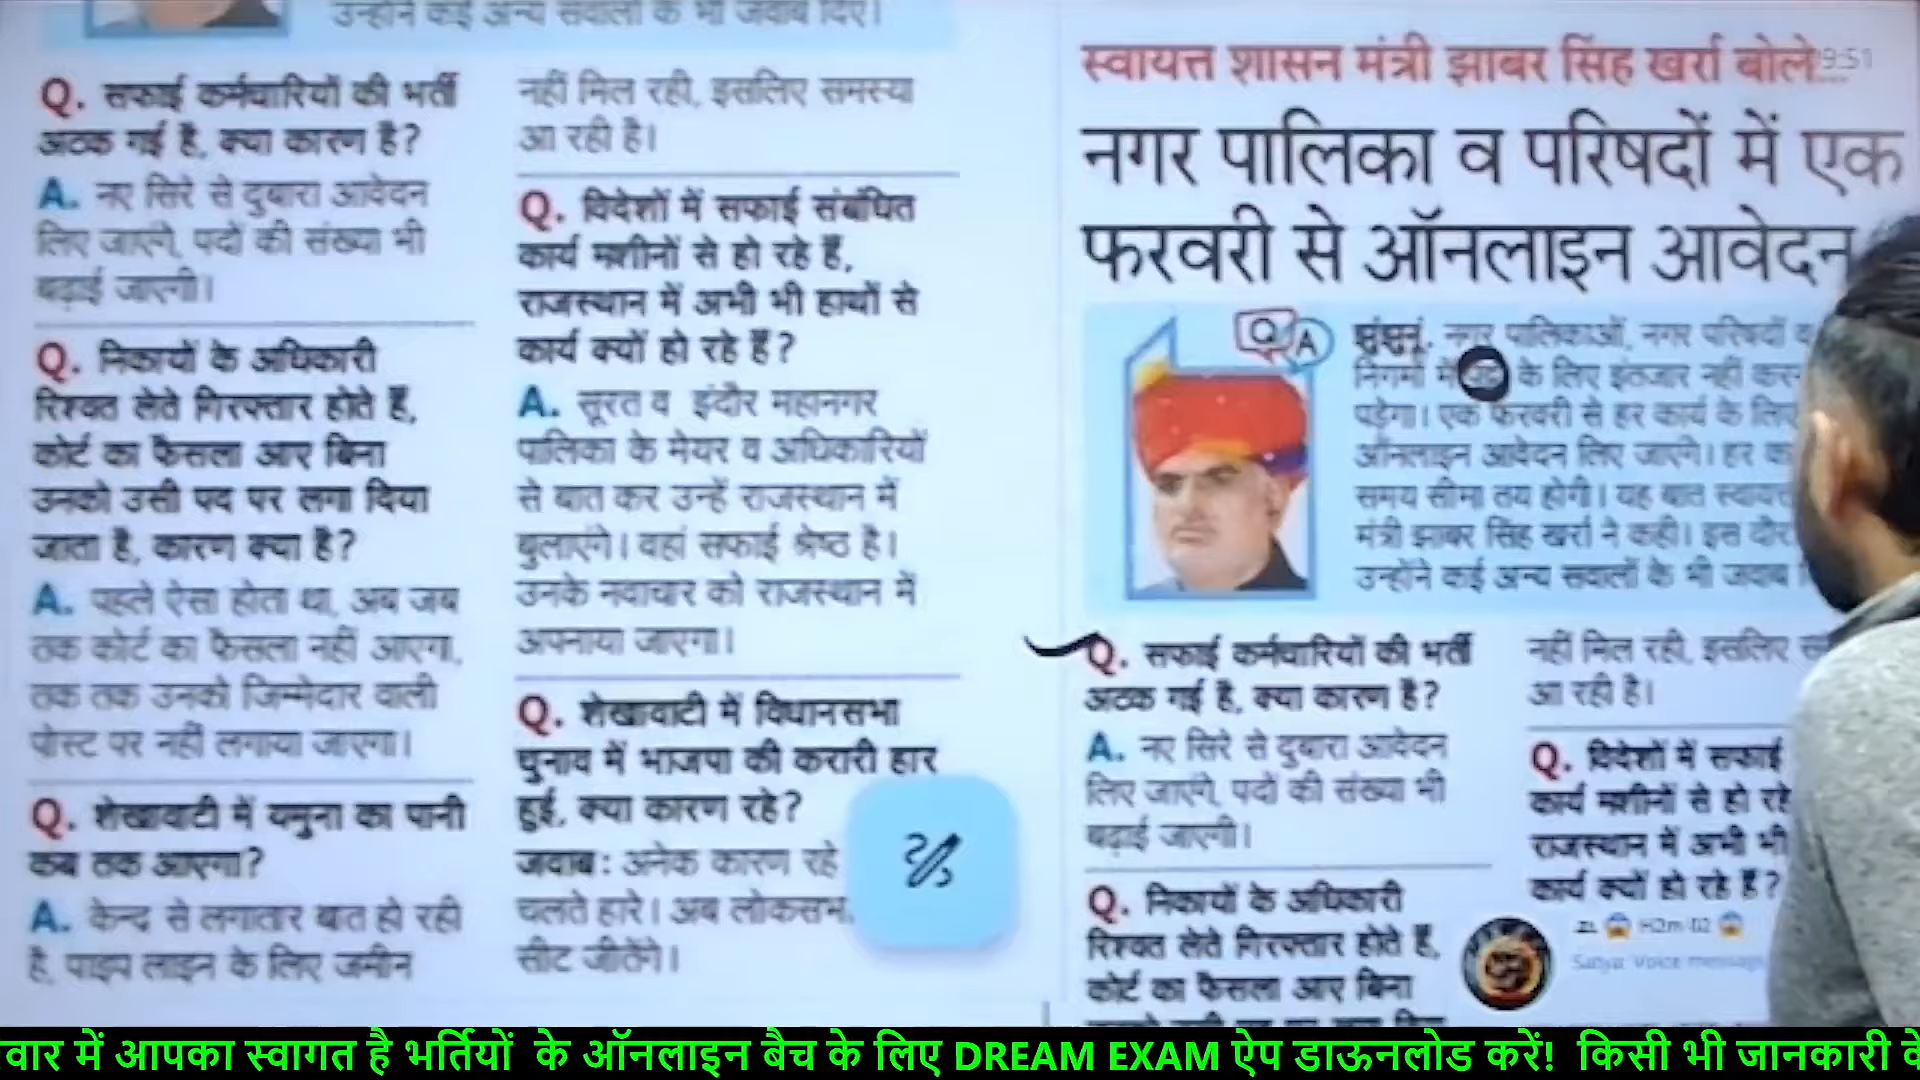 उन्होंने कई अन्य सवालों के भी जवाब दिए।
Q. सफाई कर्मचारियों की भर्ती
अटक गई है, क्या कारण है?
A. नए सिरे से दुबारा आवेदन
लिए जाएंगे, पदों की संख्या भी
बढ़ाई जाएगी।
Q. निकायों के अधिकारी
रिश्वत लेते गिरफ्तार होते हैं,
कोर्ट का फैसला आए बिना
उनको उसी पद पर लगा दिया
जाता है, कारण क्या है?
A. पहले ऐसा होता था, अब जब
तक कोर्ट का फैसला नहीं आएगा,
तक तक उनको जिम्मेदार वाली
पोस्ट पर नहीं लगाया जाएगा।
Q. शेखावाटी में यमुना का पानी
कब तक आएगा?
A. केन्द्र से लगातार बात हो रही
है, पाइप लाइन के लिए जमीन
नहीं मिल रही, इसलिए समस्या
आ रही है।
Q. विदेशों में सफाई संबंधित
कार्य मशीनों से हो रहे हैं,
राजस्थान में अभी भी हाथों से
कार्य क्यों हो रहे हैं?
A. सूरत व इंदौर महानगर
पालिका के मेयर व अधिकारियों
से बात कर उन्हें राजस्थान में
बुलाएंगे। वहां सफाई श्रेष्ठ है।
उनके नवाचार को राजस्थान में
अपनाया जाएगा।
Q. शेखावाटी में विधानसभा
चुनाव में भाजपा की करारी हार
हुई, क्या कारण रहे?
जवाब: अनेक कारण रहे
चलते हारे। अब लोकसभा
सीट जीतेंगे।
स्वायत्त शासन मंत्री झाबर सिंह खर्रा बोले...
9:51
नगर पालिका व परिषदों में एक
फरवरी से ऑनलाइन आवेदन
Q A
झुंझुनूं. नगर पालिकाओं, नगर परिषदों व
निगमों में के लिए इंतजार नहीं
पड़ेगा। एक फरवरी से हर कार्य के लिए
ऑनलाइन आवेदन लिए जाएंगे। हर
समय सीमा तय होगी। यह बात
मंत्री झाबर सिंह खर्रा ने कही। इस
उन्होंने कई अन्य सवालों के भी जवाब
Q. सफाई कर्मचारियों की भर्ती
अटक गई है, क्या कारण है?
A. नए सिरे से दुबारा आवेदन
लिए जाएंगे, पदों की संख्या भी
बढ़ाई जाएगी।
Q. निकायों के अधिकारी
रिश्वत लेते गिरफ्तार होते हैं,
कोर्ट का फैसला आए बिना
नहीं मिल रही, इसलिए
आ रही है।
Q. विदेशों में सफाई
कार्य मशीनों से हो रहे
राजस्थान में अभी भी
कार्य क्यों हो रहे हैं?
Satya: Voice message
वार में आपका स्वागत है भर्तियों के ऑनलाइन बैच के लिए DREAM EXAM ऐप डाऊनलोड करें! किसी भी जानकारी के